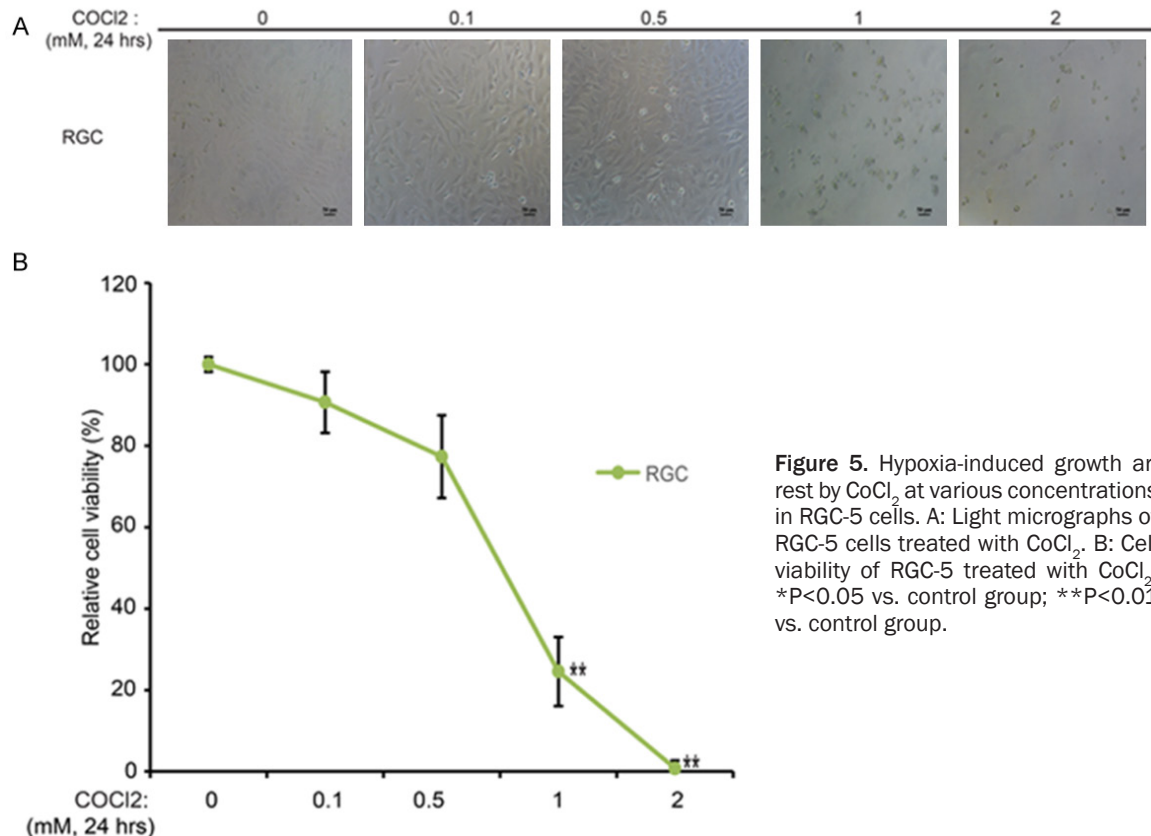 A
COCl2 : 0 0.1 0.5 1 2
(mM, 24 hrs)
RGC
B
120
100
80
60
40
20
0
Relative cell viability (%)
RGC
**
**
COCl2: 0 0.1 0.5 1 2
(mM, 24 hrs)
Figure 5. Hypoxia-induced growth ar
rest by CoCl2 at various concentrations
in RGC-5 cells. A: Light micrographs o
RGC-5 cells treated with CoCl2. B: Cel
viability of RGC-5 treated with CoCl2
*P<0.05 vs. control group; **P<0.01
vs. control group.